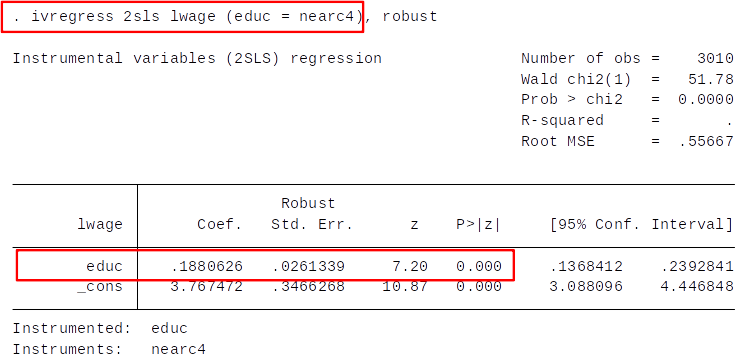 . ivregress 2sls lwage (educ = nearc4), robust
Instrumental variables (2SLS) regression Number of obs = 3010
Wald chi2(1) = 51.78
Prob > chi2 = 0.0000
R-squared = .
Root MSE = .55667
Robust
lwage Coef. Std. Err. z P>|z| [95% Conf. Interval]
educ .1880626 .0261339 7.20 0.000 .1368412 .2392841
_cons 3.767472 .3466268 10.87 0.000 3.088096 4.446848
Instrumented: educ
Instruments: nearc4